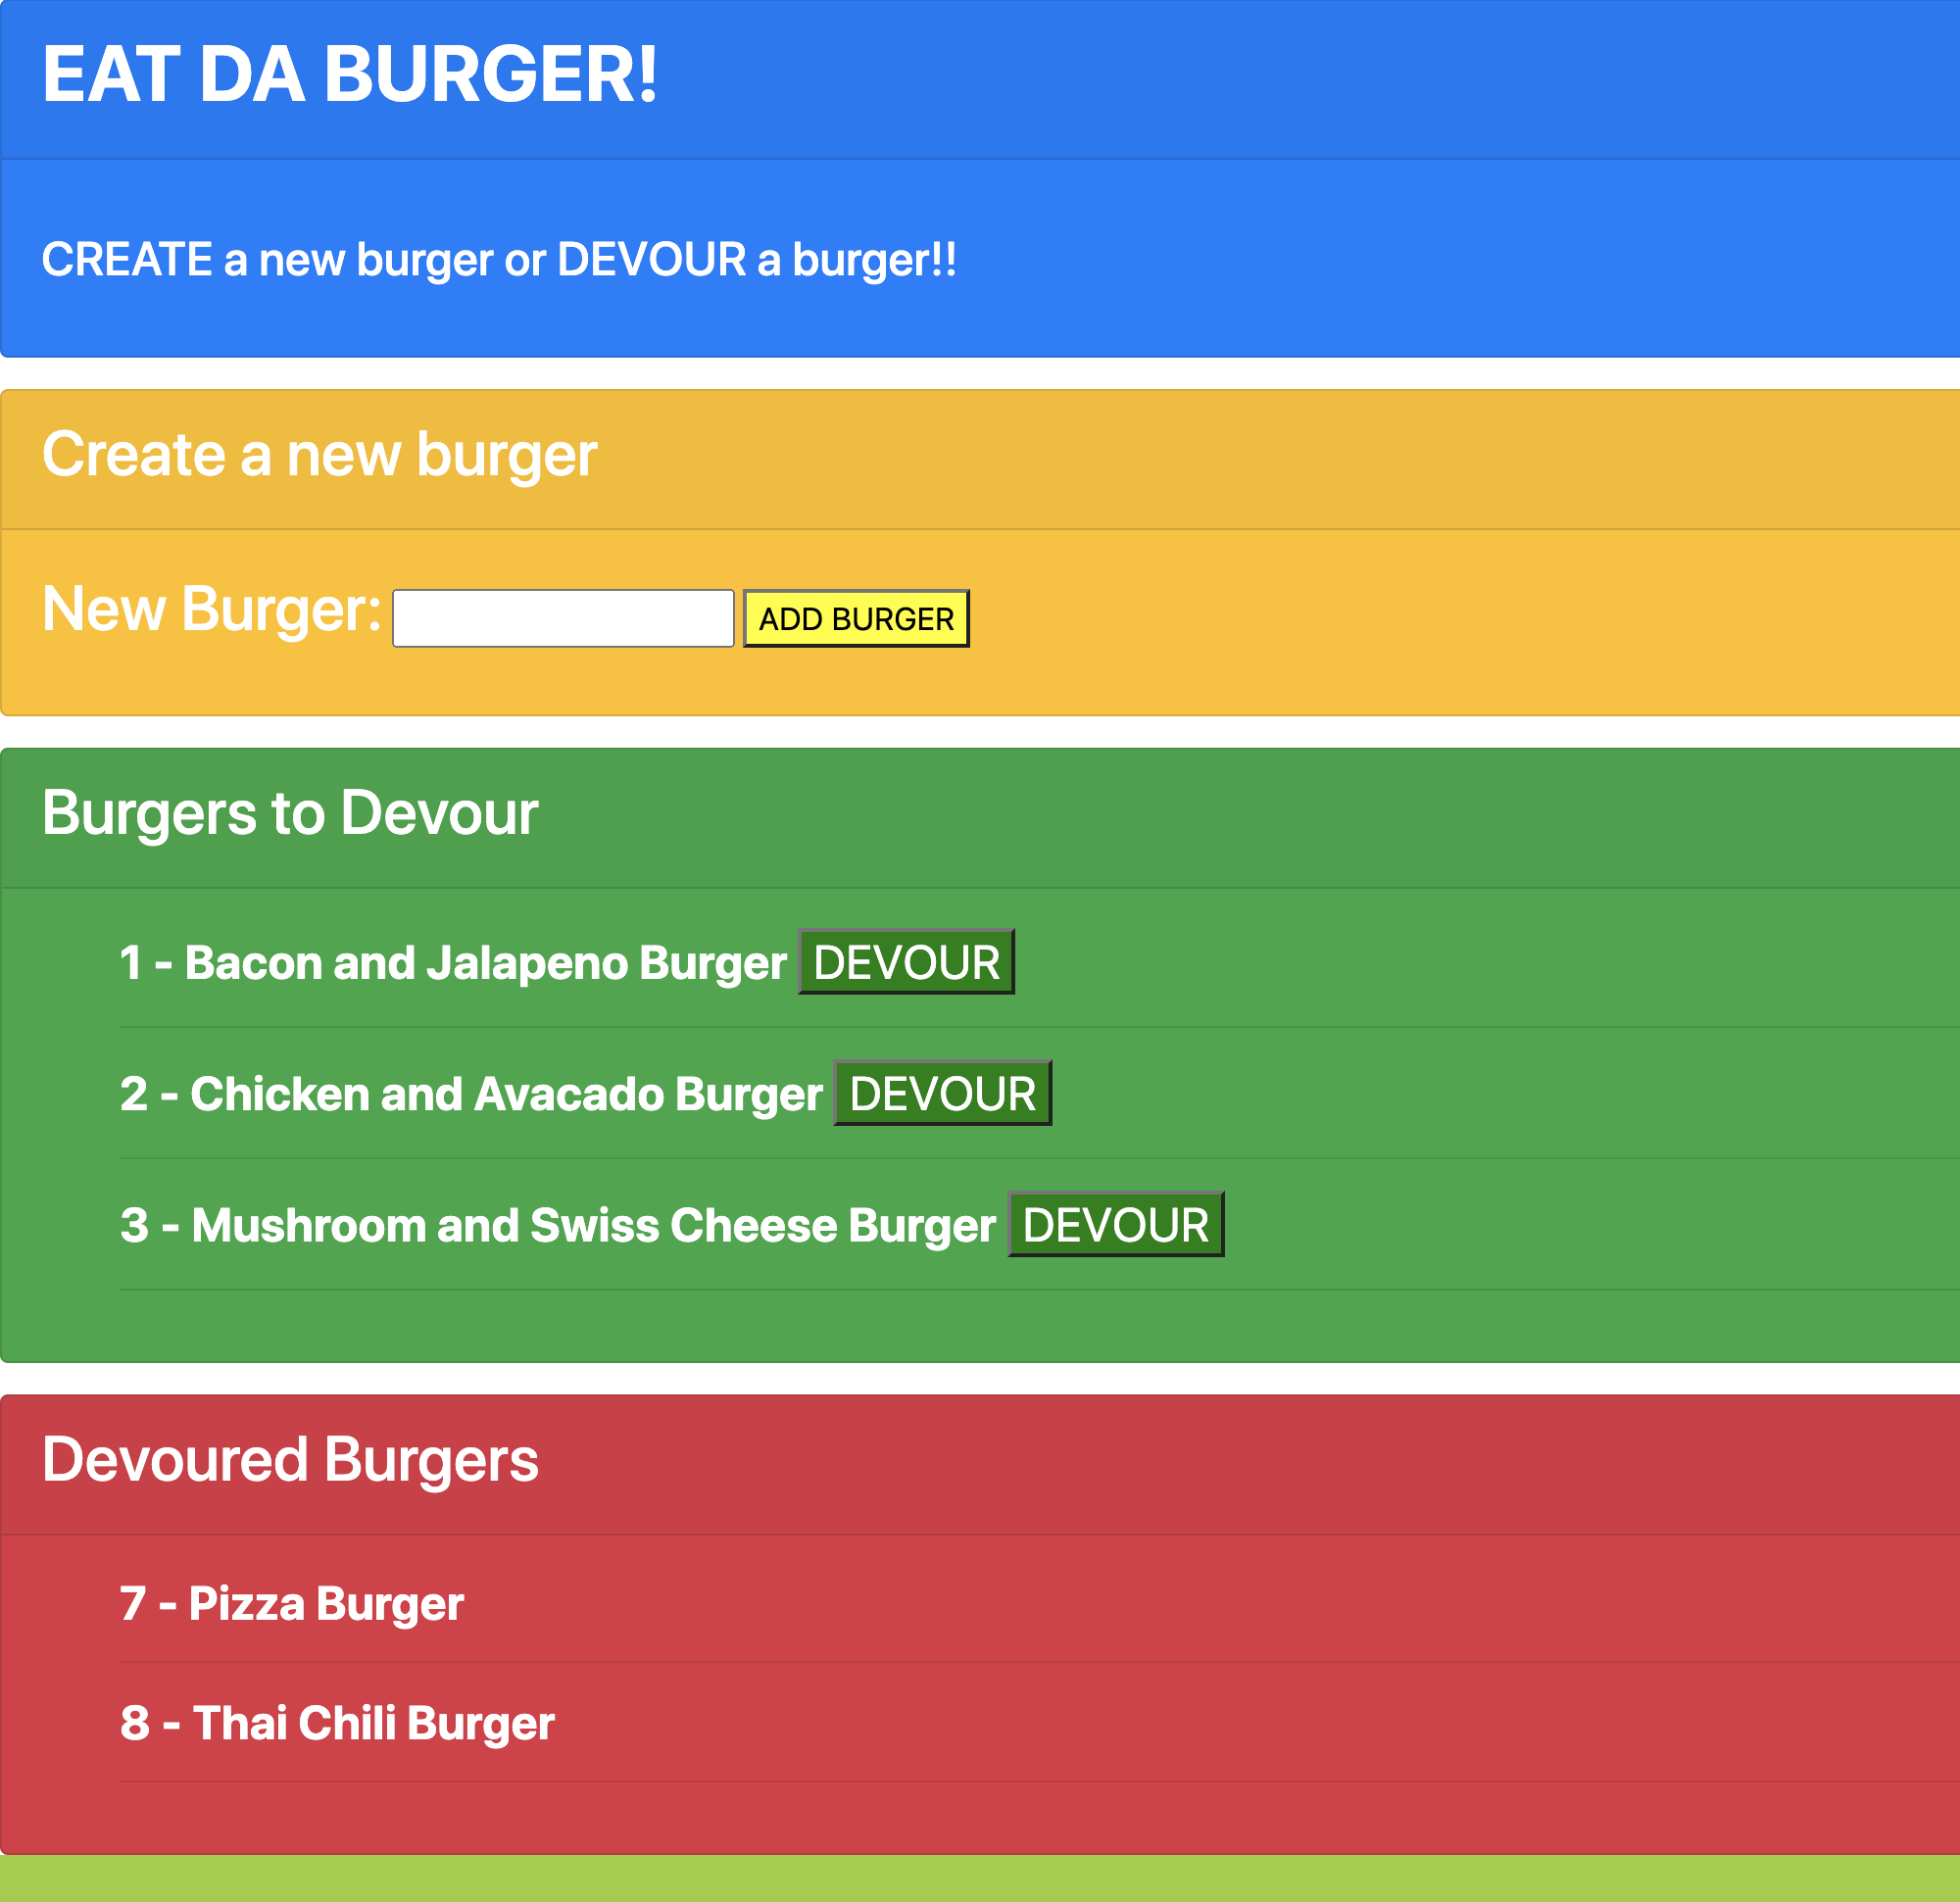 EAT DA BURGER!
CREATE a new burger or DEVOUR a burger!!
Create a new burger
New Burger: ADD BURGER
Burgers to Devour
1 - Bacon and Jalapeno Burger DEVOUR
2 - Chicken and Avacado Burger DEVOUR
3 - Mushroom and Swiss Cheese Burger DEVOUR
Devoured Burgers
7 - Pizza Burger
8 - Thai Chili Burger